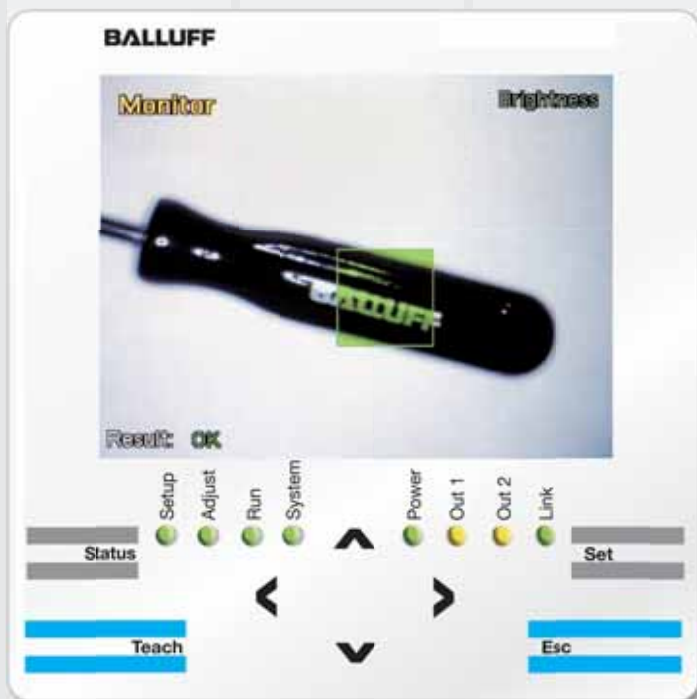 BALLUFF
Monitor
Brightness
BALLUFF
Result: OK
Setup
Adjust
Run
System
Power
Out 1
Out 2
Link
Status
Set
Teach
Esc